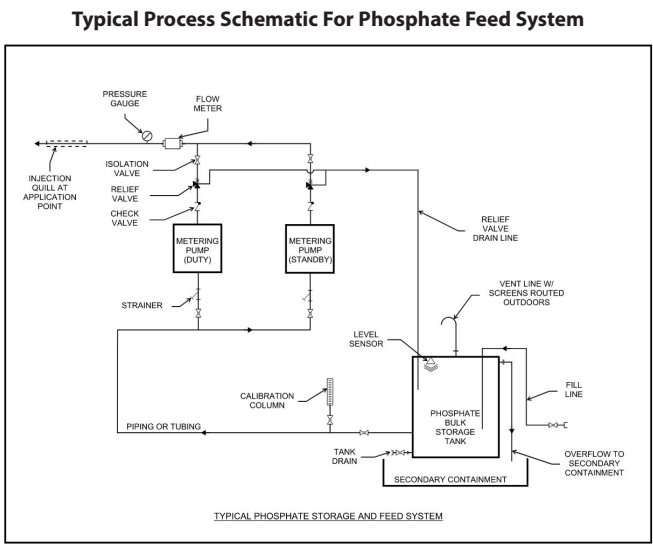 Typical Process Schematic For Phosphate Feed System
PRESSURE
GAUGE
FLOW
METER
INJECTION
QUILL AT
APPLICATION
POINT
ISOLATION
VALVE
RELIEF
VALVE
CHECK
VALVE
METERING
PUMP
(DUTY)
METERING
PUMP
(STANDBY)
RELIEF
VALVE
DRAIN LINE
STRAINER
VENT LINE W/
SCREENS ROUTED
OUTDOORS
LEVEL
SENSOR
CALIBRATION
COLUMN
FILL
LINE
PIPING OR TUBING
PHOSPHATE
BULK
STORAGE
TANK
TANK
DRAIN
OVERFLOW TO
SECONDARY
CONTAINMENT
SECONDARY CONTAINMENT
TYPICAL PHOSPHATE STORAGE AND FEED SYSTEM